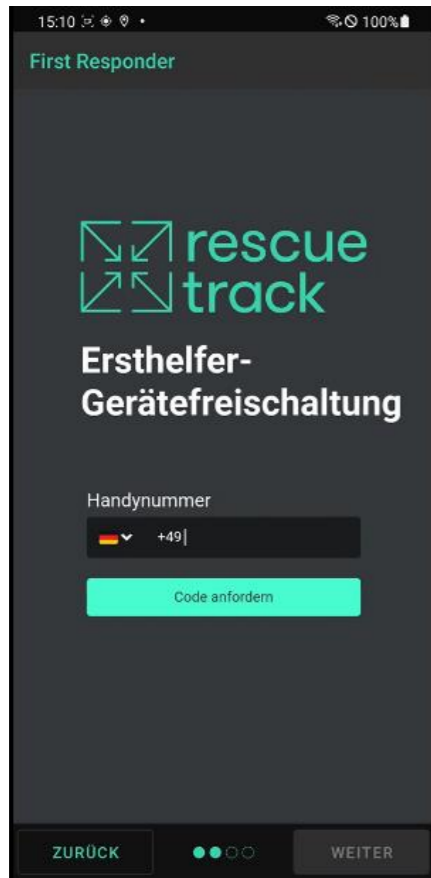 15:10
100%
First Responder
rescue
track
Ersthelfer-
Gerätefreischaltung
Handynummer
+49
Code anfordern
ZURÜCK
WEITER